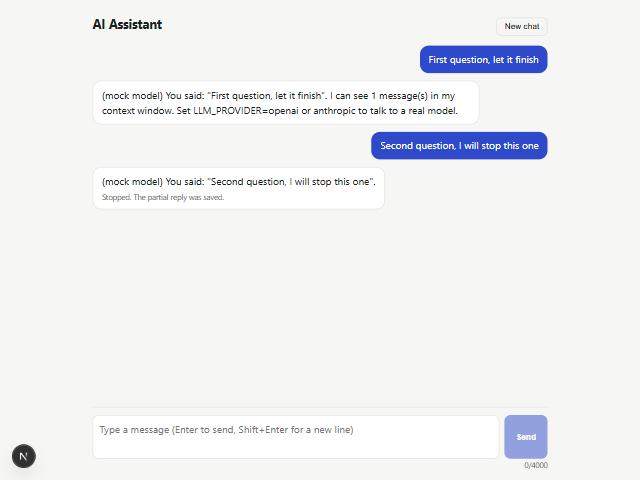 AI Assistant
New chat
First question, let it finish
(mock model) You said: "First question, let it finish". I can see 1 message(s) in my
context window. Set LLM_PROVIDER=openai or anthropic to talk to a real model.
Second question, I will stop this one
(mock model) You said: "Second question, I will stop this one".
Stopped. The partial reply was saved.
Type a message (Enter to send, Shift+Enter for a new line)
Send
0/4000
N